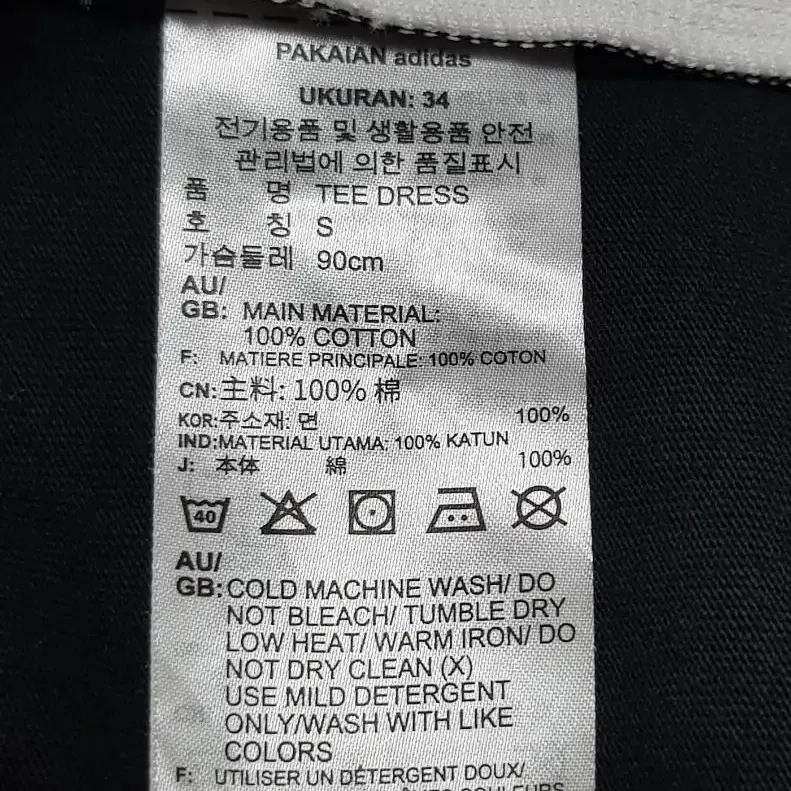 PAKAIAN adidas
UKURAN: 34
전기용품 및 생활용품 안전
관리법에 의한 품질표시
품 명 TEE DRESS
호 칭 S
가슴둘레 90cm
AU/
GB: MAIN MATERIAL:
100% COTTON
F: MATIERE PRINCIPALE: 100% COTON
CN:主料: 100% 棉
KOR:주소재: 면 100%
IND:MATERIAL UTAMA: 100% KATUN
J: 本体 綿 100%
40
AU/
GB: COLD MACHINE WASH/ DO
NOT BLEACH/ TUMBLE DRY
LOW HEAT/ WARM IRON/ DO
NOT DRY CLEAN (X)
USE MILD DETERGENT
ONLY/WASH WITH LIKE
COLORS
F: UTILISER UN DÉTERGENT DOUX/